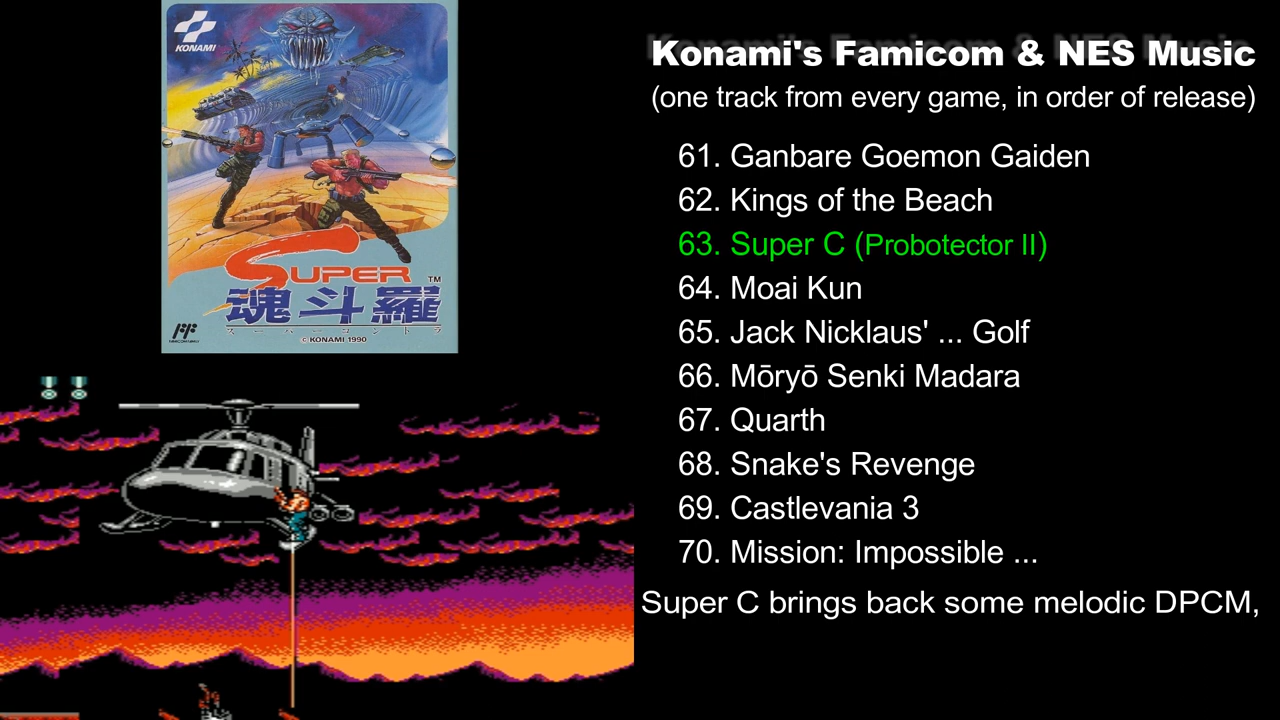 KONAMI
SUPER
TM
魂斗羅
スーパーコントラ
© KONAMI 1990
Konami's Famicom & NES Music
(one track from every game, in order of release)
61. Ganbare Goemon Gaiden
62. Kings of the Beach
63. Super C (Probotector II)
64. Moai Kun
65. Jack Nicklaus' ... Golf
66. Mōryō Senki Madara
67. Quarth
68. Snake's Revenge
69. Castlevania 3
70. Mission: Impossible ...
Super C brings back some melodic DPCM,